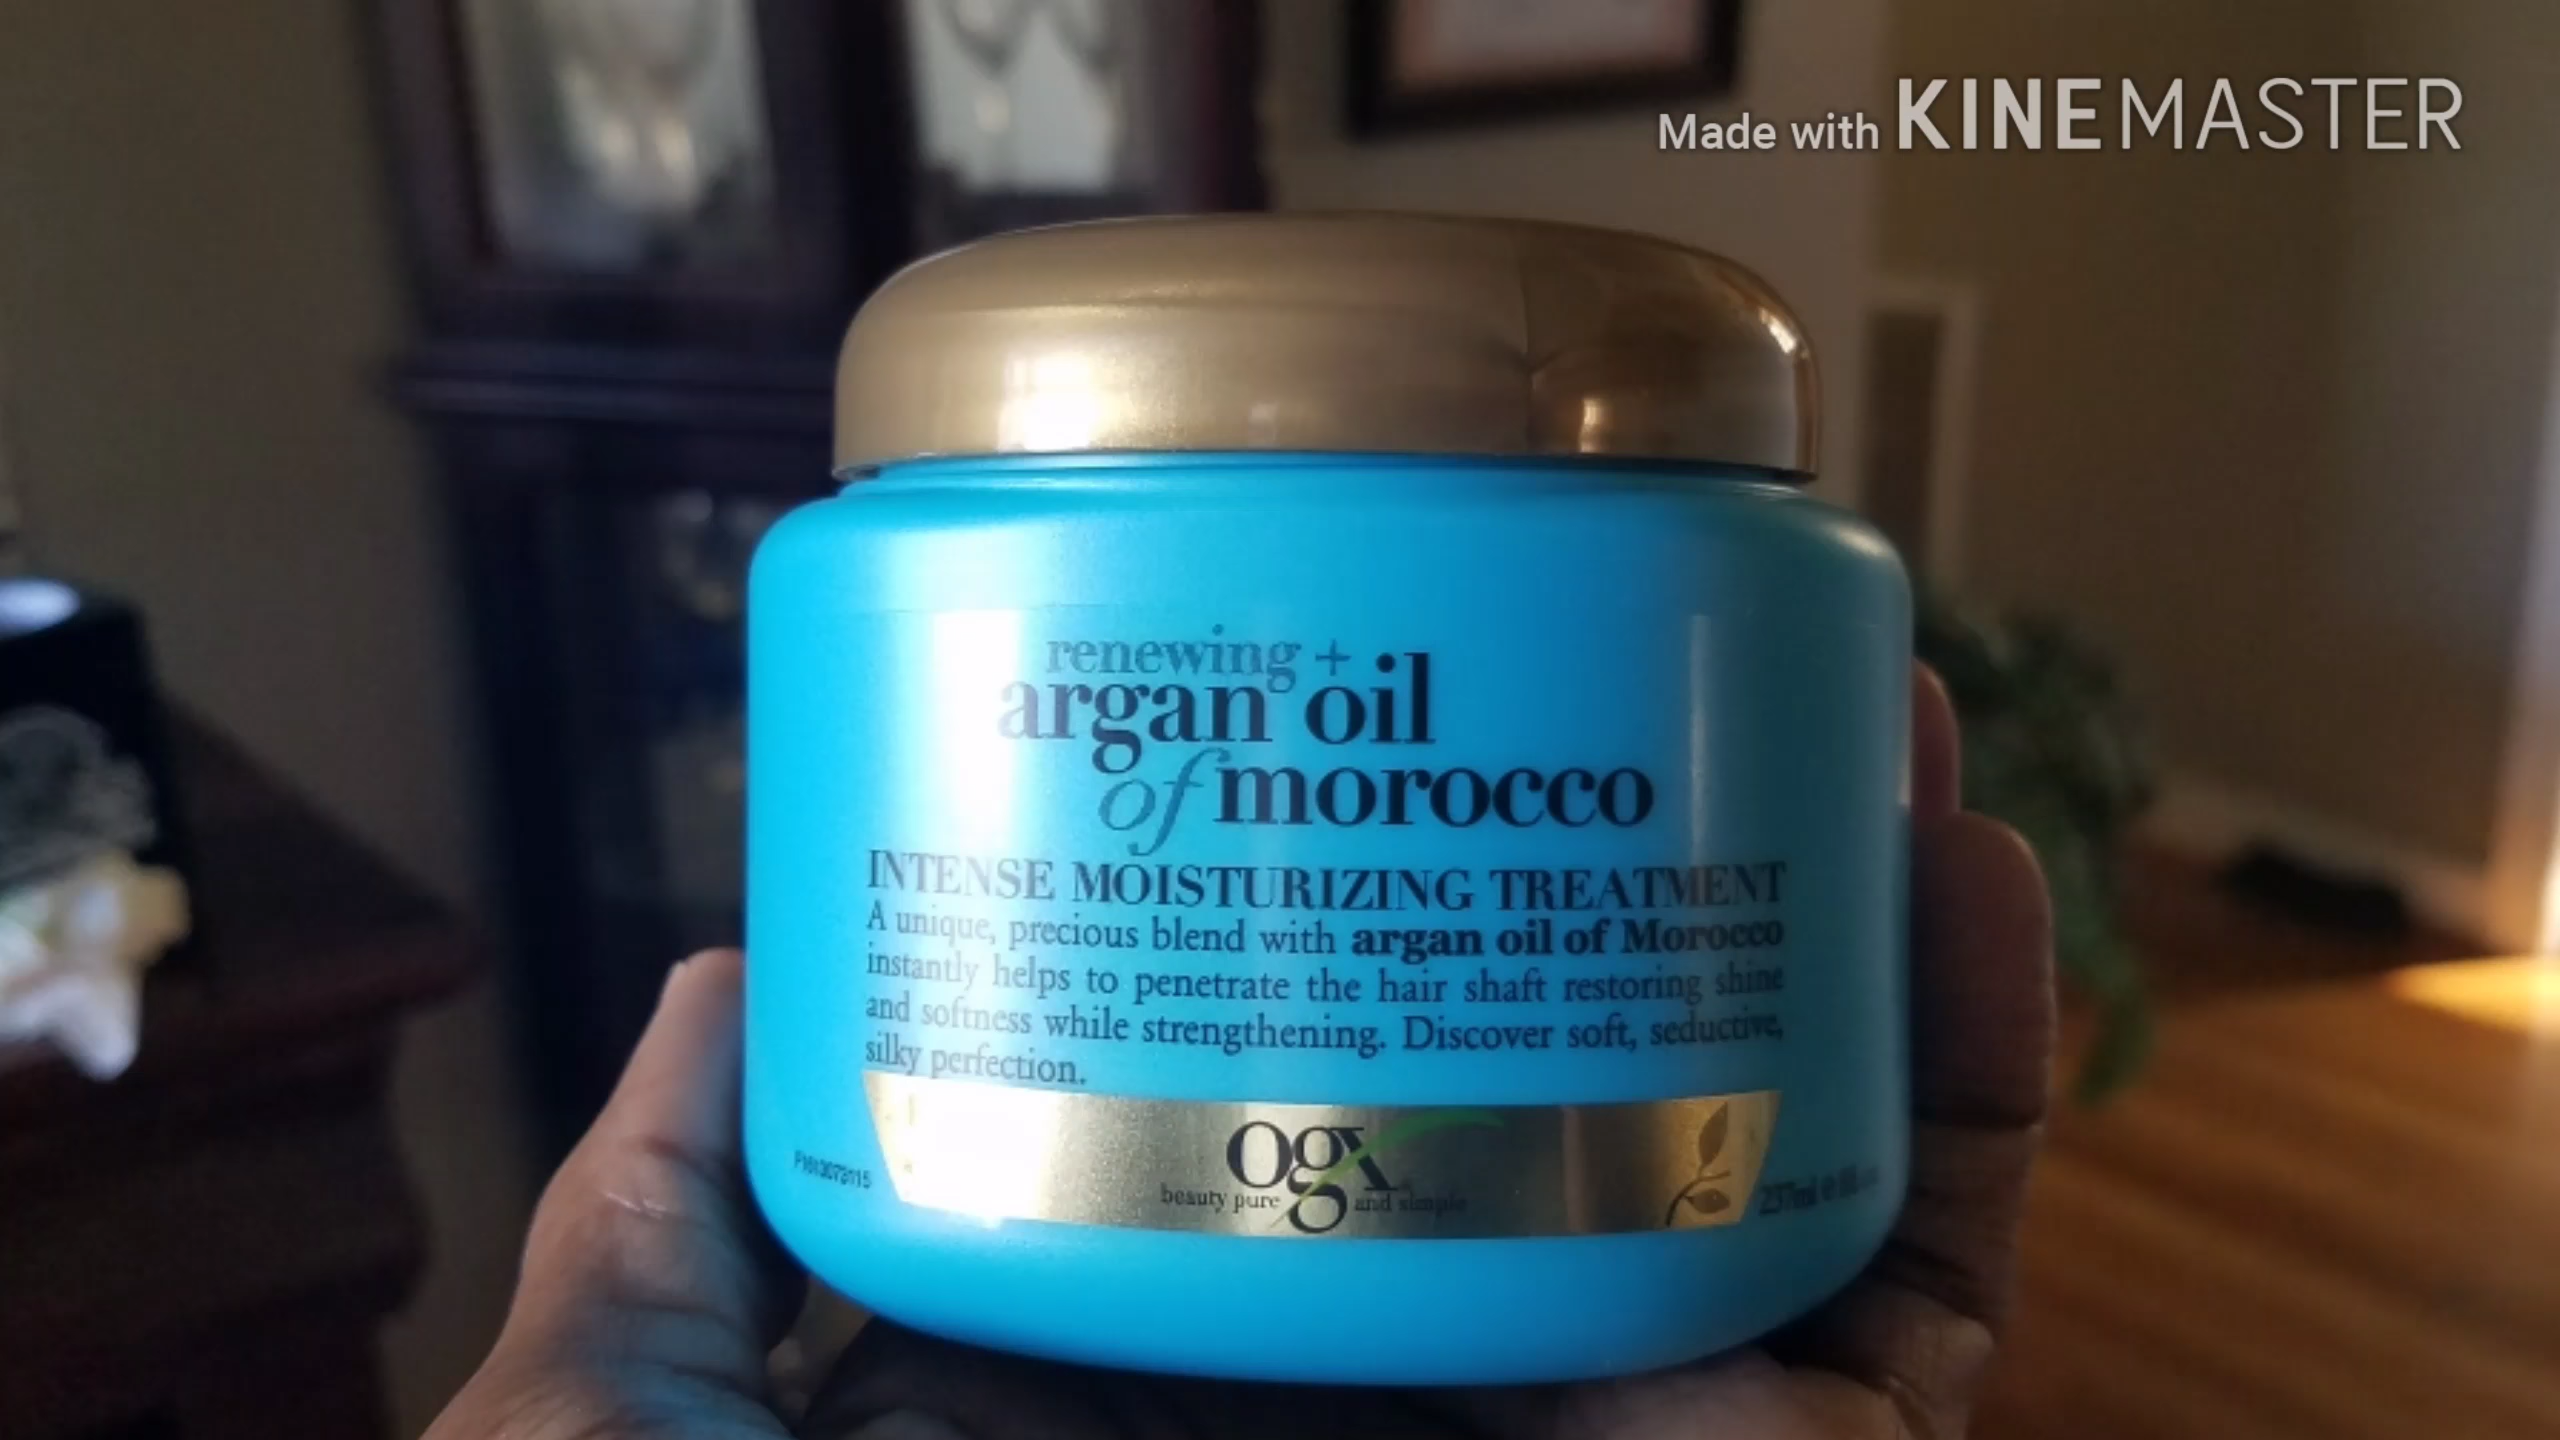 Made with KINEMASTER
renewing +
argan oil
of morocco
INTENSE MOISTURIZING TREATMENT
A unique, precious blend with argan oil of Morocco
instantly helps to penetrate the hair shaft restoring shine
and softness while strengthening. Discover soft, seductive,
silky perfection.
ogx
beauty pure and simple
237ml